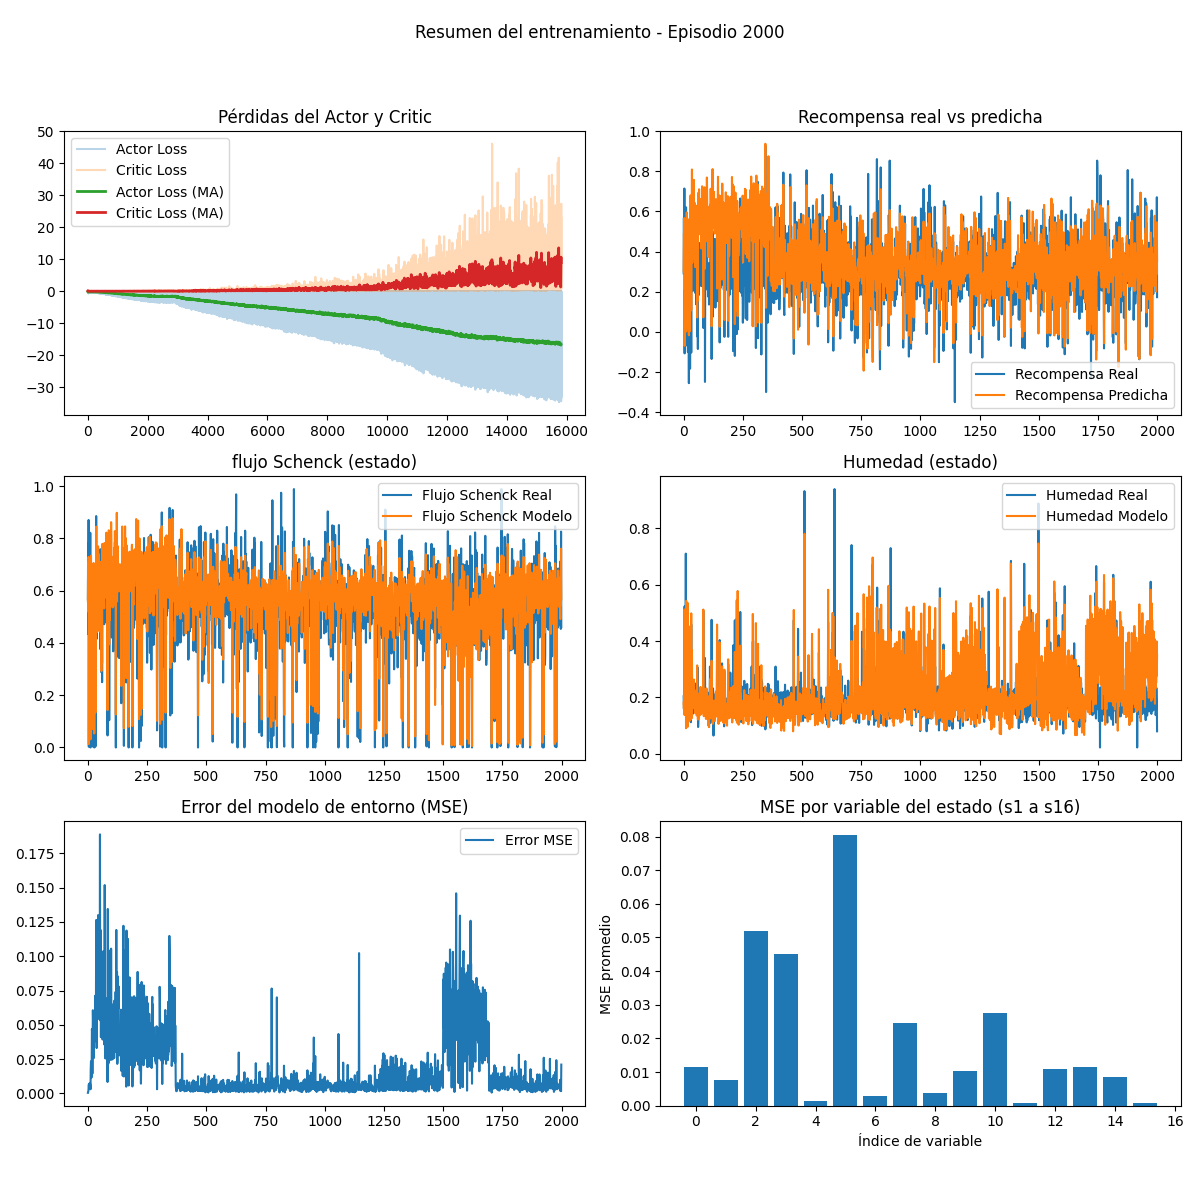 Resumen del entrenamiento - Episodio 2000
Pérdidas del Actor y Critic
50
40
30
20
10
0
−10
−20
−30
Actor Loss
Critic Loss
Actor Loss (MA)
Critic Loss (MA)
0 2000 4000 6000 8000 10000 12000 14000 16000
Recompensa real vs predicha
1.0
0.8
0.6
0.4
0.2
0.0
−0.2
−0.4
Recompensa Real
Recompensa Predicha
0 250 500 750 1000 1250 1500 1750 2000
flujo Schenck (estado)
1.0
0.8
0.6
0.4
0.2
0.0
Flujo Schenck Real
Flujo Schenck Modelo
0 250 500 750 1000 1250 1500 1750 2000
Humedad (estado)
0.8
0.6
0.4
0.2
0.0
Humedad Real
Humedad Modelo
0 250 500 750 1000 1250 1500 1750 2000
Error del modelo de entorno (MSE)
0.175
0.150
0.125
0.100
0.075
0.050
0.025
0.000
Error MSE
0 250 500 750 1000 1250 1500 1750 2000
MSE por variable del estado (s1 a s16)
MSE promedio
0.08
0.07
0.06
0.05
0.04
0.03
0.02
0.01
0.00
0 2 4 6 8 10 12 14 16
Índice de variable